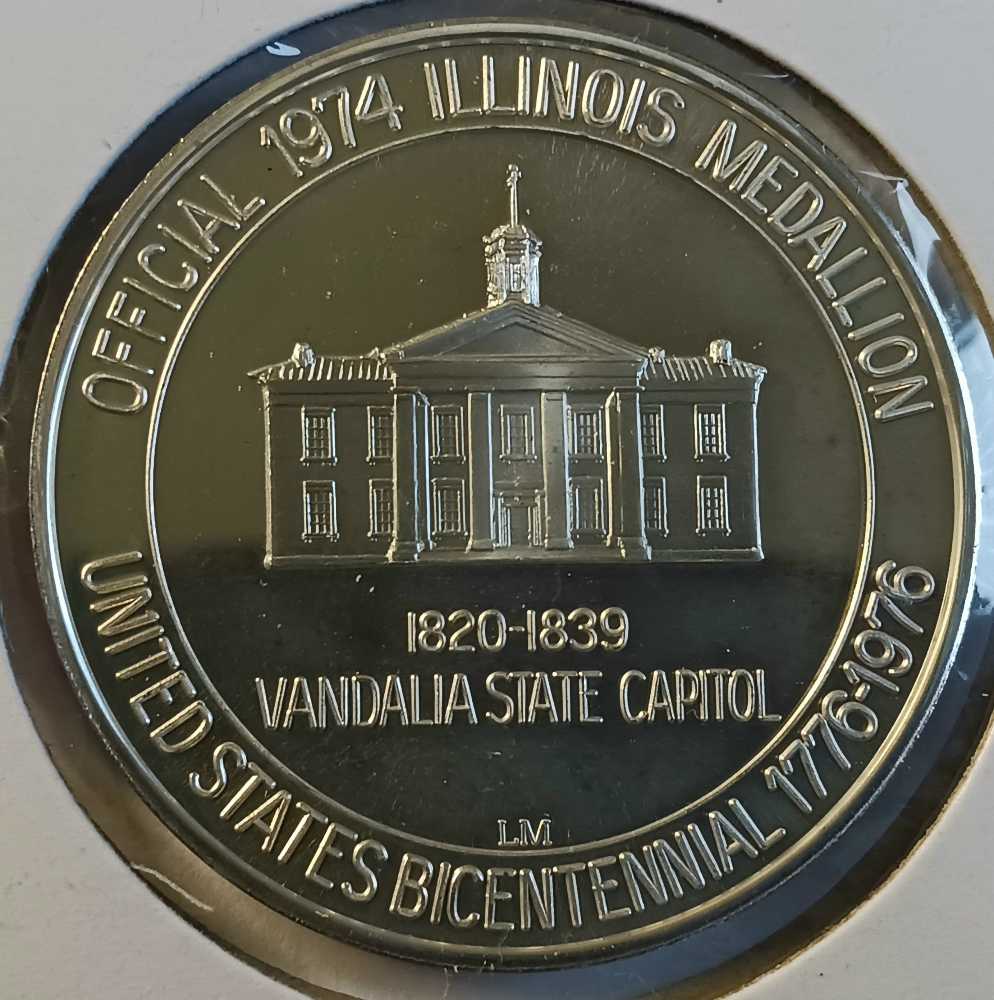 OFFICIAL 1974 ILLINOIS MEDALLION
1820-1839
VANDALIA STATE CAPITOL
LM
UNITED STATES BICENTENNIAL 1776-1976